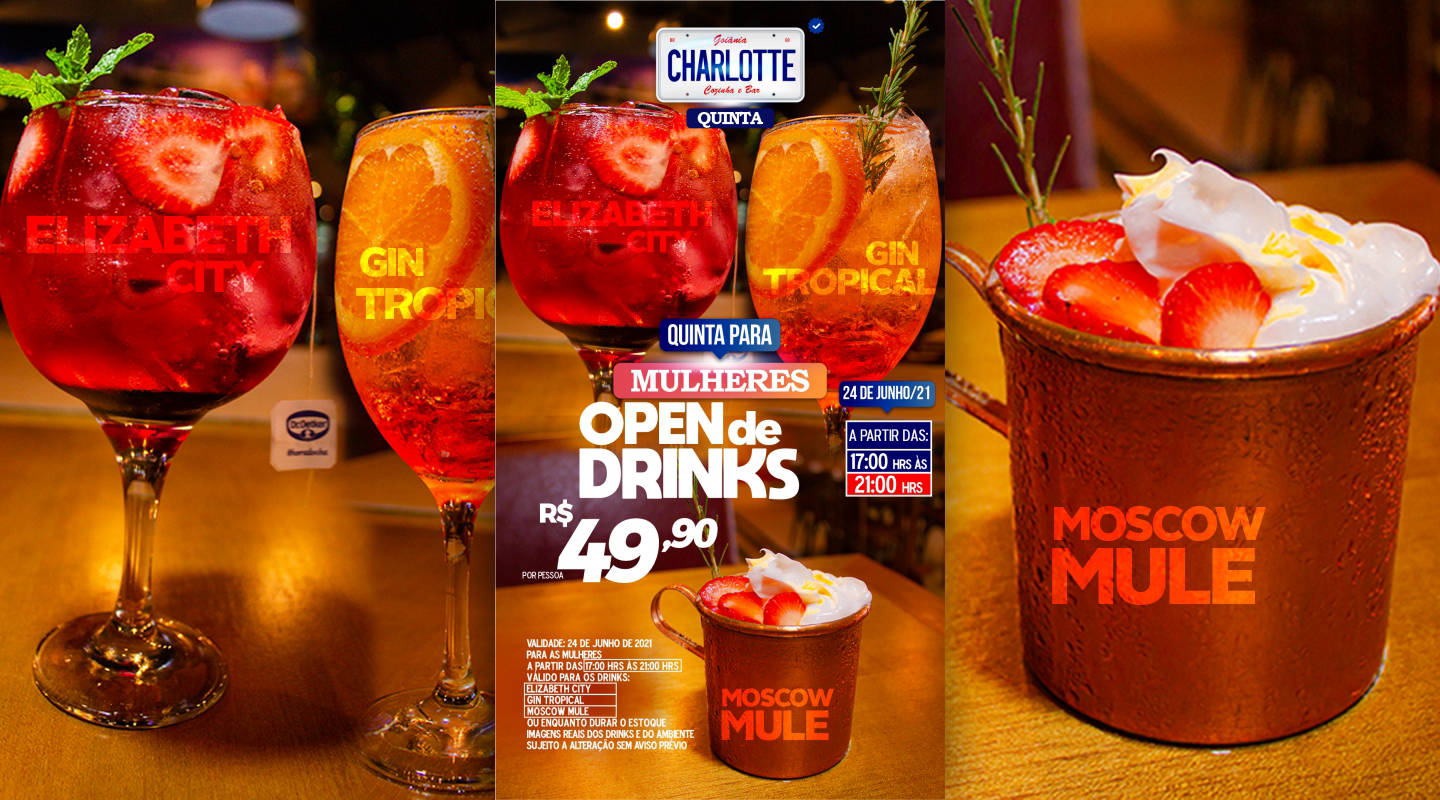 ELIZABETH
CITY
GIN
TROPIC
Dr.Oetker
Goiânia
CHARLOTTE
Cozinha e Bar
QUINTA
ELIZABETH
CITY
GIN
TROPICAL
QUINTA PARA
MULHERES
OPEN de
DRINKS
R$ 49,90
POR PESSOA
24 DE JUNHO/21
A PARTIR DAS:
17:00 HRS ÀS
21:00 HRS
VALIDADE: 24 DE JUNHO DE 2021
PARA AS MULHERES
A PARTIR DAS 17:00 HRS ÀS 21:00 HRS
VÁLIDO PARA OS DRINKS:
ELIZABETH CITY
GIN TROPICAL
MOSCOW MULE
OU ENQUANTO DURAR O ESTOQUE
IMAGENS REAIS DOS DRINKS E DO AMBIENTE
SUJEITO A ALTERAÇÃO SEM AVISO PRÉVIO
MOSCOW
MULE
MOSCOW
MULE